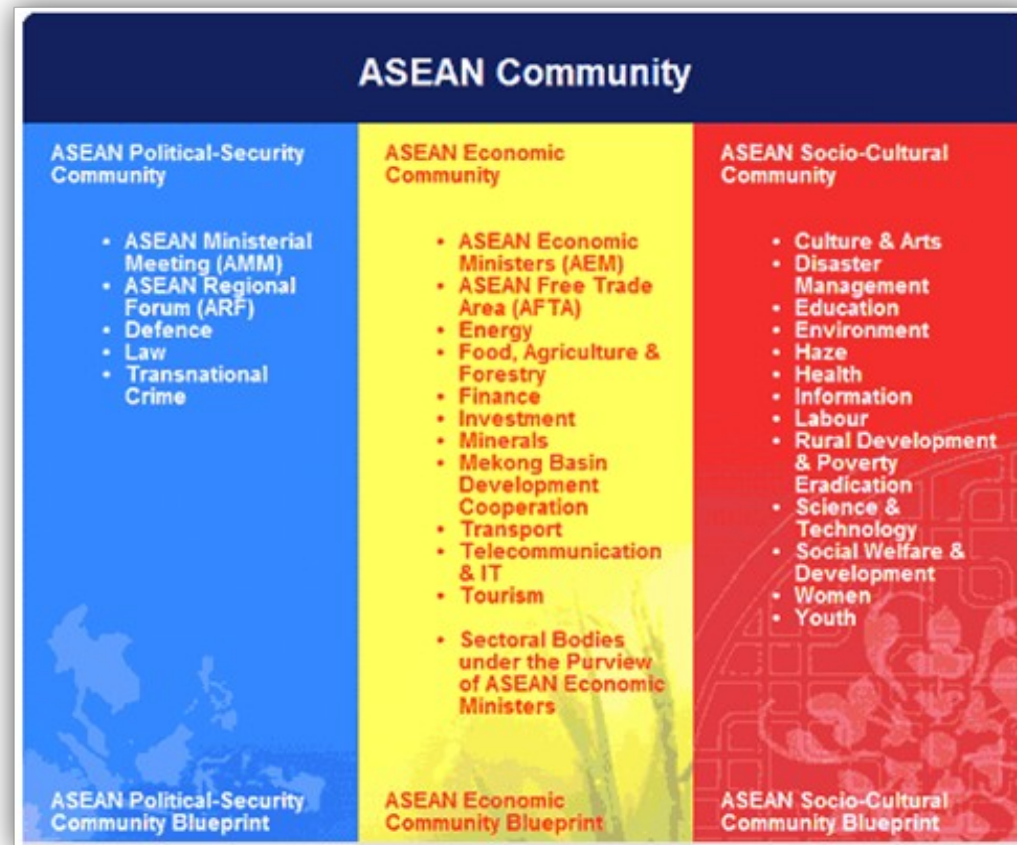 ASEAN Community
ASEAN Political-Security
Community
• ASEAN Ministerial
Meeting (AMM)
• ASEAN Regional
Forum (ARF)
• Defence
• Law
• Transnational
Crime
ASEAN Political-Security
Community Blueprint
ASEAN Economic
Community
• ASEAN Economic
Ministers (AEM)
• ASEAN Free Trade
Area (AFTA)
• Energy
• Food, Agriculture &
Forestry
• Finance
• Investment
• Minerals
• Mekong Basin
Development
Cooperation
• Transport
• Telecommunication
& IT
• Tourism
• Sectoral Bodies
under the Purview
of ASEAN Economic
Ministers
ASEAN Economic
Community Blueprint
ASEAN Socio-Cultural
Community
• Culture & Arts
• Disaster
Management
• Education
• Environment
• Haze
• Health
• Information
• Labour
• Rural Development
& Poverty
Eradication
• Science &
Technology
• Social Welfare &
Development
• Women
• Youth
ASEAN Socio-Cultural
Community Blueprint